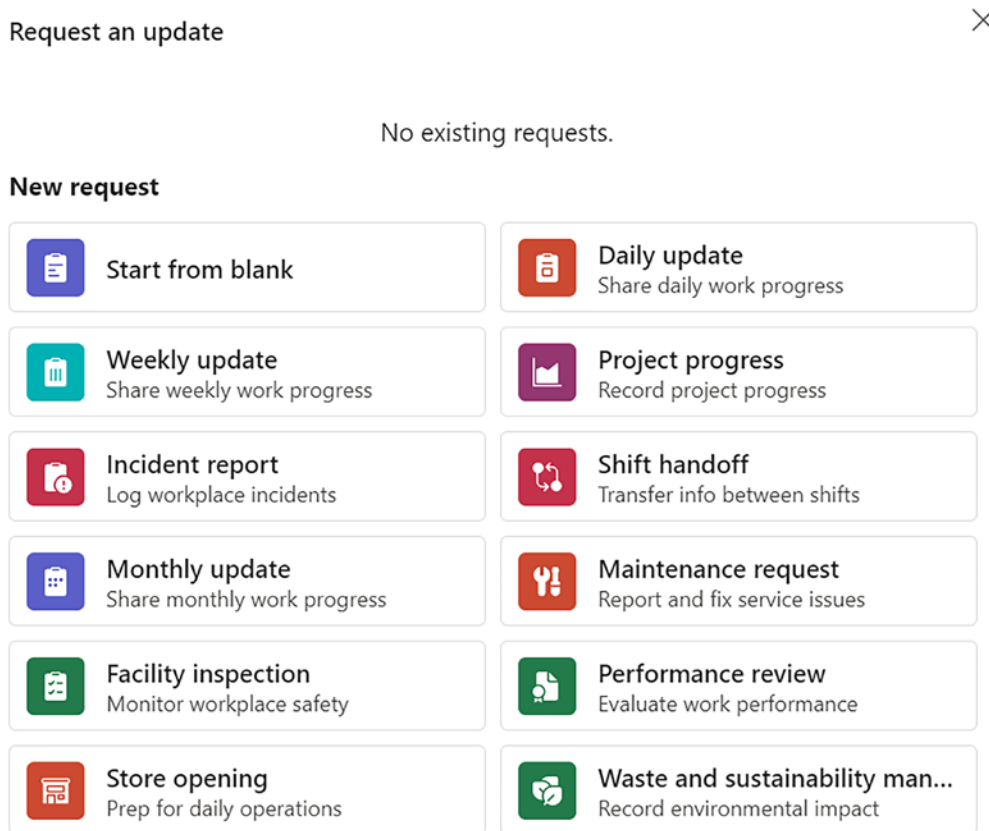 Request an update
No existing requests.
New request
Start from blank
Daily update
Share daily work progress
Weekly update
Share weekly work progress
Project progress
Record project progress
Incident report
Log workplace incidents
Shift handoff
Transfer info between shifts
Monthly update
Share monthly work progress
Maintenance request
Report and fix service issues
Facility inspection
Monitor workplace safety
Performance review
Evaluate work performance
Store opening
Prep for daily operations
Waste and sustainability man...
Record environmental impact